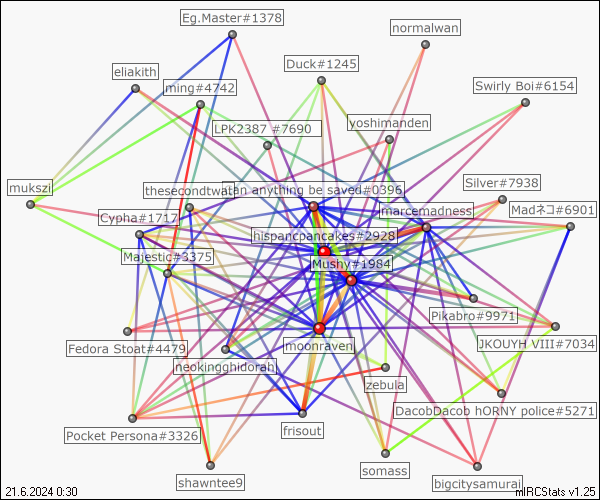 Eg.Master#1378
normalwan
Duck#1245
eliakith
ming#4742
Swirly Boi#6154
LPK2387 #7690
yoshimanden
Silver#7938
mukszi
thesecondtwat
an anything be saved#0396
marcemadness
Madネコ#6901
Cypha#1717
hispancpancakes#2928
Majestic#3375
Mushy#1984
Pikabro#9971
moonraven
JKOUYH VIII#7034
Fedora Stoat#4479
neokingghidorah
zebula
DacobDacob hORNY police#5271
Pocket Persona#3326
frisout
somass
shawntee9
bigcitysamurai
21.6.2024 0:30
mIRCStats v1.25